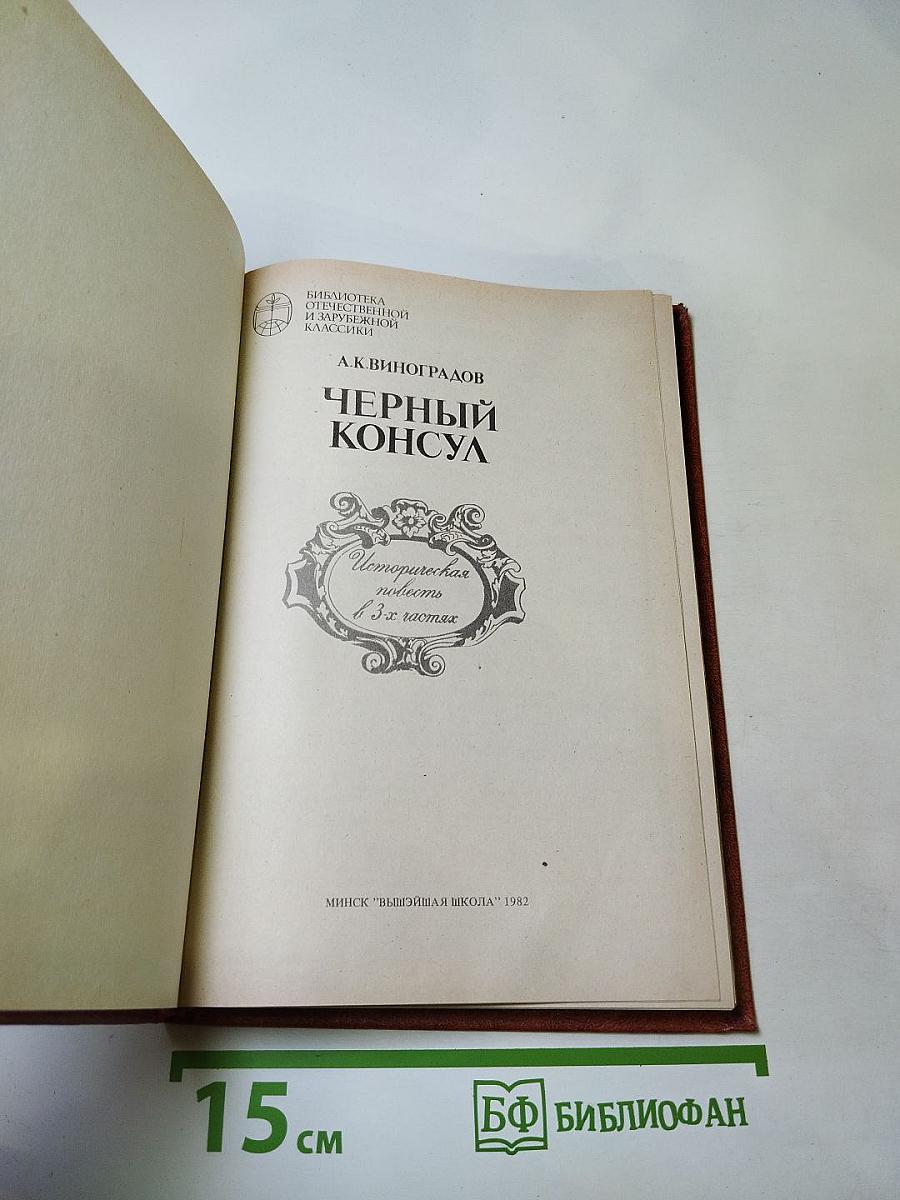 БИБЛИОТЕКА
ОТЕЧЕСТВЕННОЙ
И ЗАРУБЕЖНОЙ
КЛАССИКИ
А.К.ВИНОГРАДОВ
ЧЕРНЫЙ
КОНСУЛ
Историческая
повесть
в 3-х частях
МИНСК "ВЫШЭЙШАЯ ШКОЛА" 1982
15 см
БФ БИБЛИОФАН